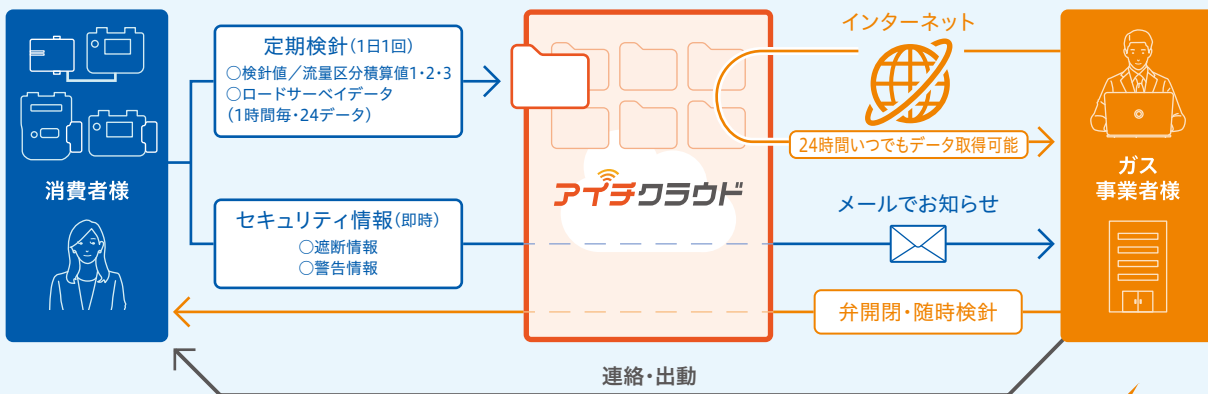 消費者様
定期検針(1日1回)
○検針値／流量区分積算値1・2・3
○ロードサーベイデータ
(1時間毎・24データ)
セキュリティ情報(即時)
○遮断情報
○警告情報
アイチクラウド
インターネット
24時間いつでもデータ取得可能
メールでお知らせ
弁開閉・随時検針
ガス
事業者様
連絡・出動